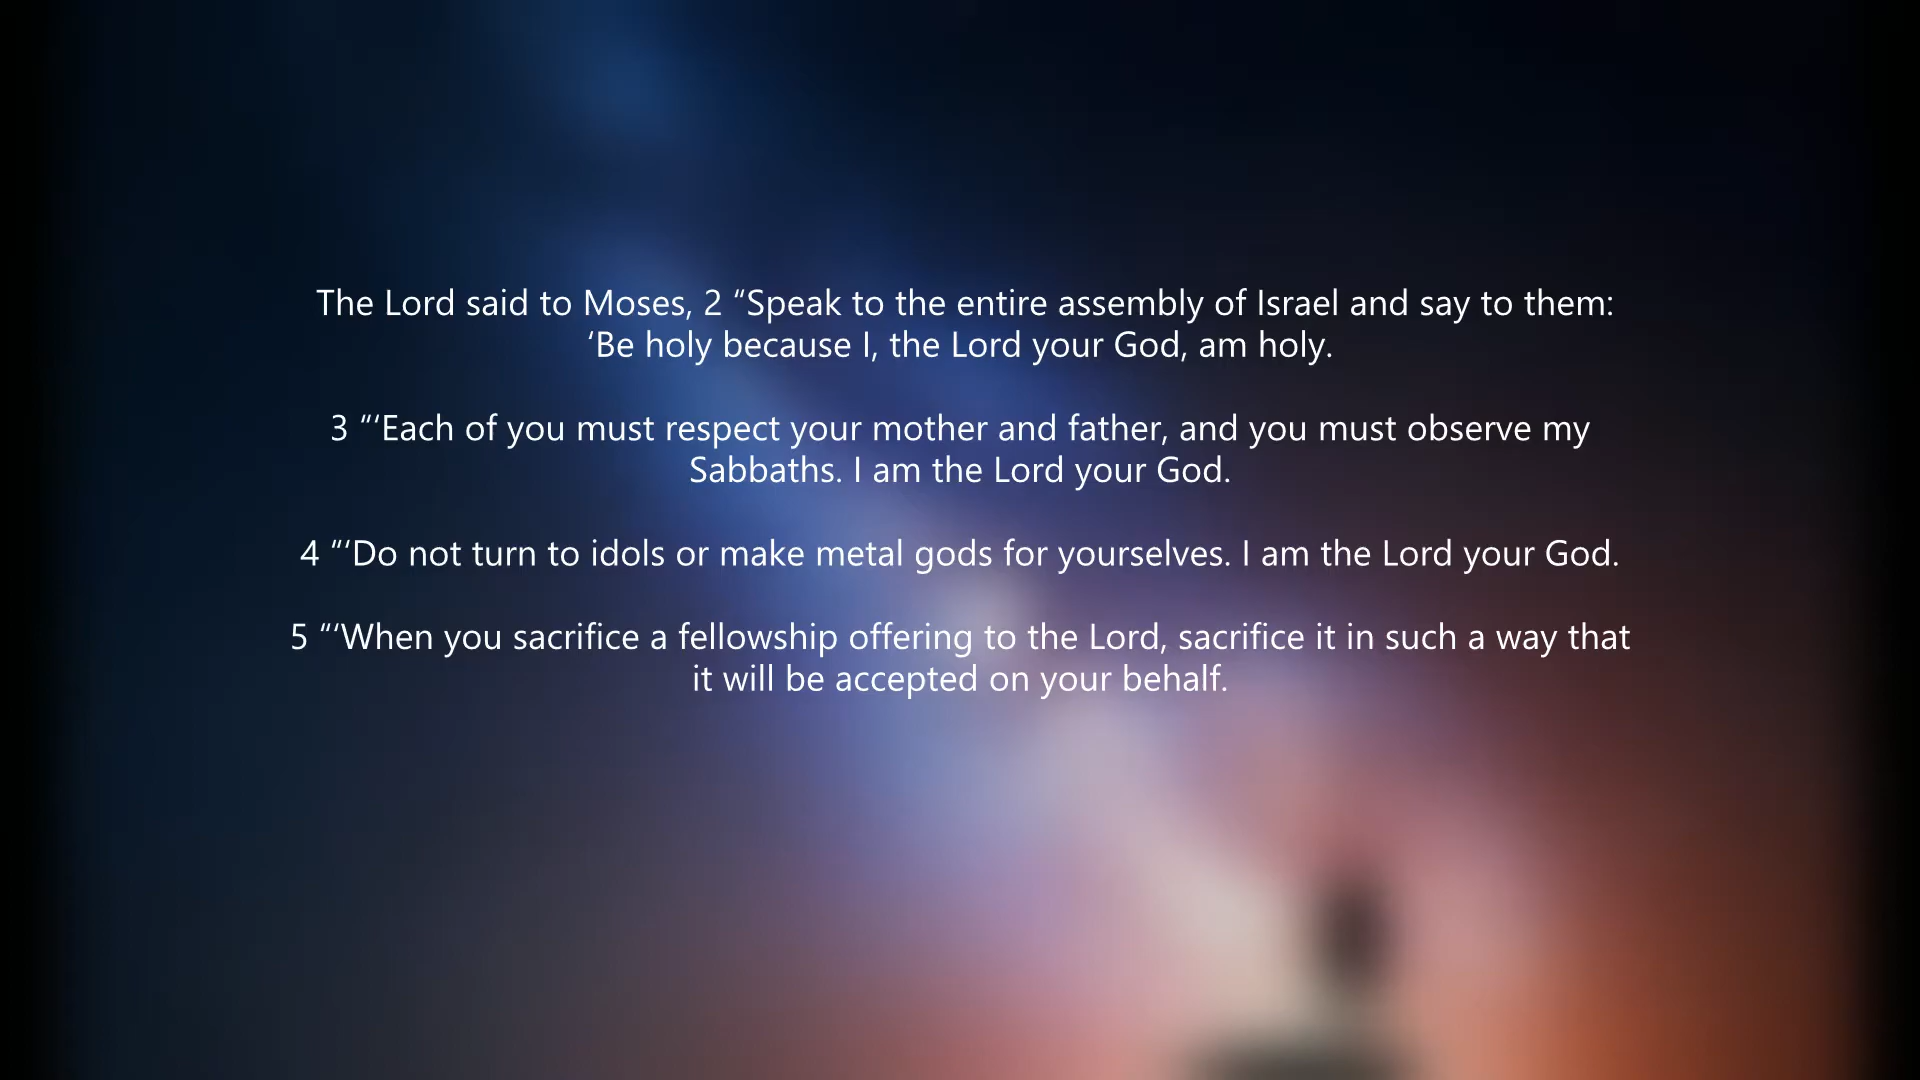 The Lord said to Moses, 2 “Speak to the entire assembly of Israel and say to them:
‘Be holy because I, the Lord your God, am holy.
3 “‘Each of you must respect your mother and father, and you must observe my
Sabbaths. I am the Lord your God.
4 “‘Do not turn to idols or make metal gods for yourselves. I am the Lord your God.
5 “‘When you sacrifice a fellowship offering to the Lord, sacrifice it in such a way that
it will be accepted on your behalf.